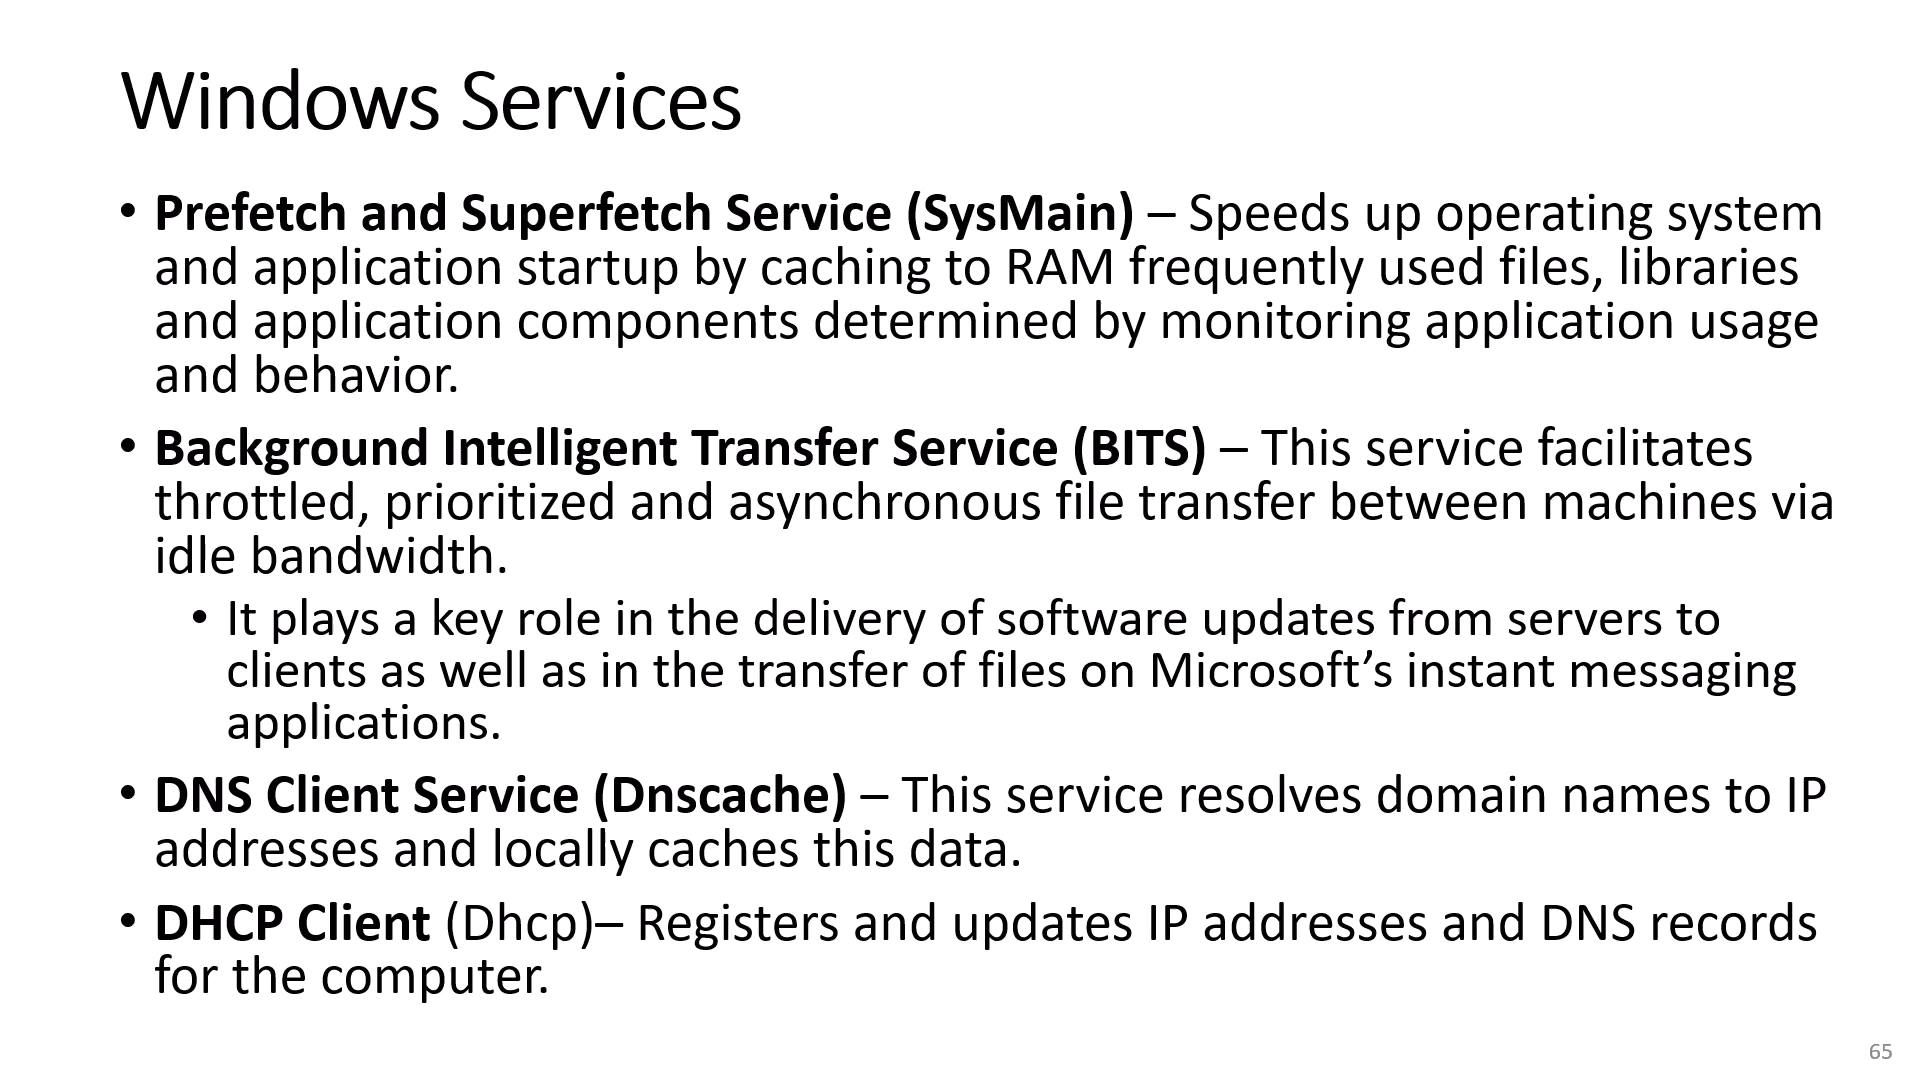 Windows Services
• Prefetch and Superfetch Service (SysMain) – Speeds up operating system
and application startup by caching to RAM frequently used files, libraries
and application components determined by monitoring application usage
and behavior.
• Background Intelligent Transfer Service (BITS) – This service facilitates
throttled, prioritized and asynchronous file transfer between machines via
idle bandwidth.
• It plays a key role in the delivery of software updates from servers to
clients as well as in the transfer of files on Microsoft’s instant messaging
applications.
• DNS Client Service (Dnscache) – This service resolves domain names to IP
addresses and locally caches this data.
• DHCP Client (Dhcp)– Registers and updates IP addresses and DNS records
for the computer.
65